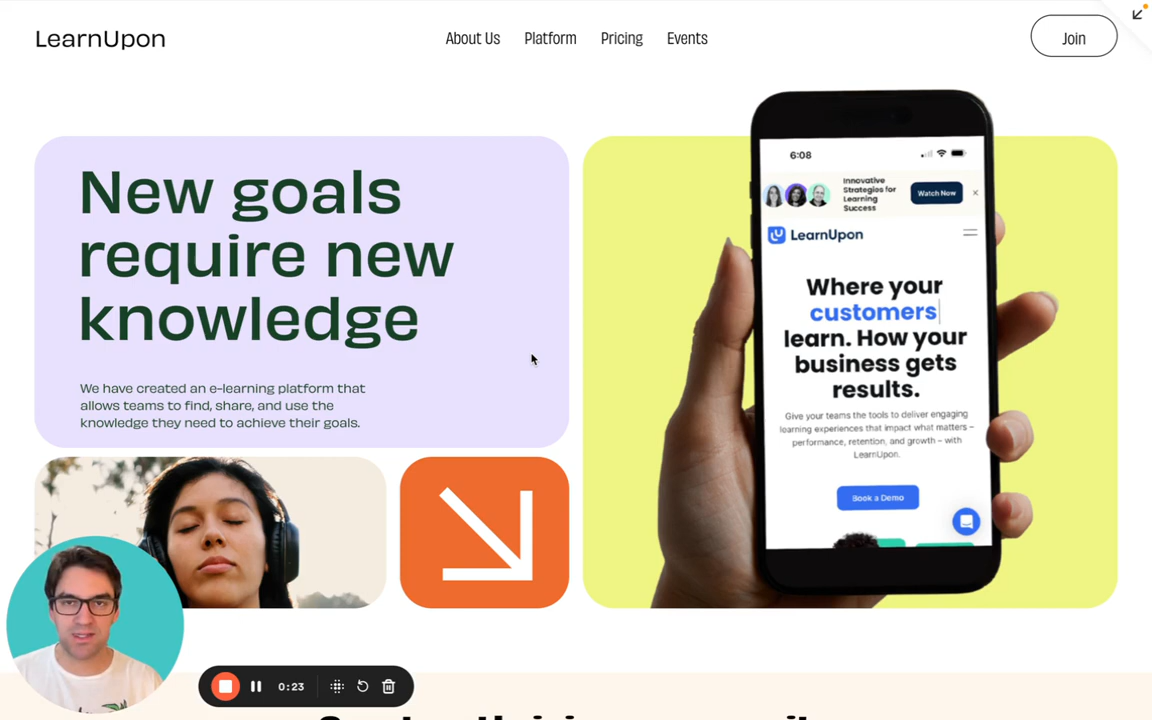 LearnUpon
About Us
Platform
Pricing
Events
Join
New goals
require new
knowledge
We have created an e-learning platform that
allows teams to find, share, and use the
knowledge they need to achieve their goals.
6:08
Innovative
Strategies for
Learning
Success
Watch Now
LearnUpon
Where your
customers
learn. How your
business gets
results.
Give your teams the tools to deliver engaging
learning experiences that impact what matters –
performance, retention, and growth – with
LearnUpon.
Book a Demo
0:23